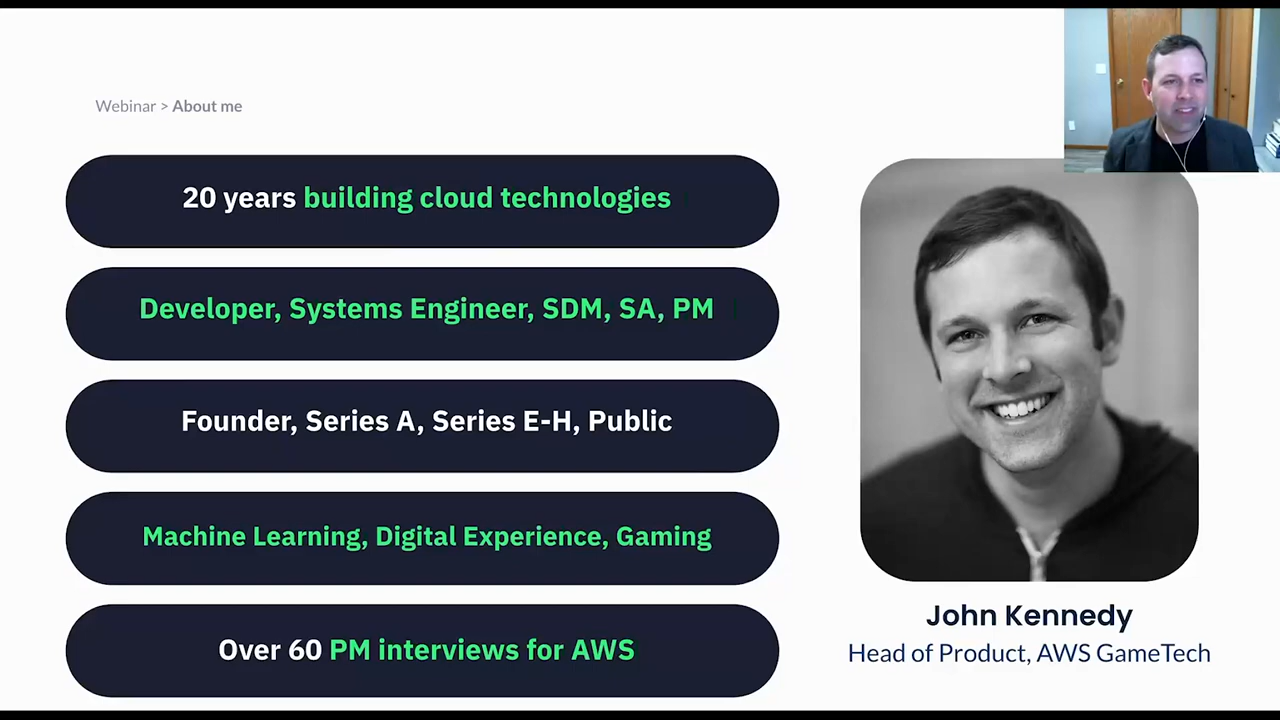 Webinar > About me
20 years building cloud technologies
Developer, Systems Engineer, SDM, SA, PM
Founder, Series A, Series E-H, Public
Machine Learning, Digital Experience, Gaming
Over 60 PM interviews for AWS
John Kennedy
Head of Product, AWS GameTech